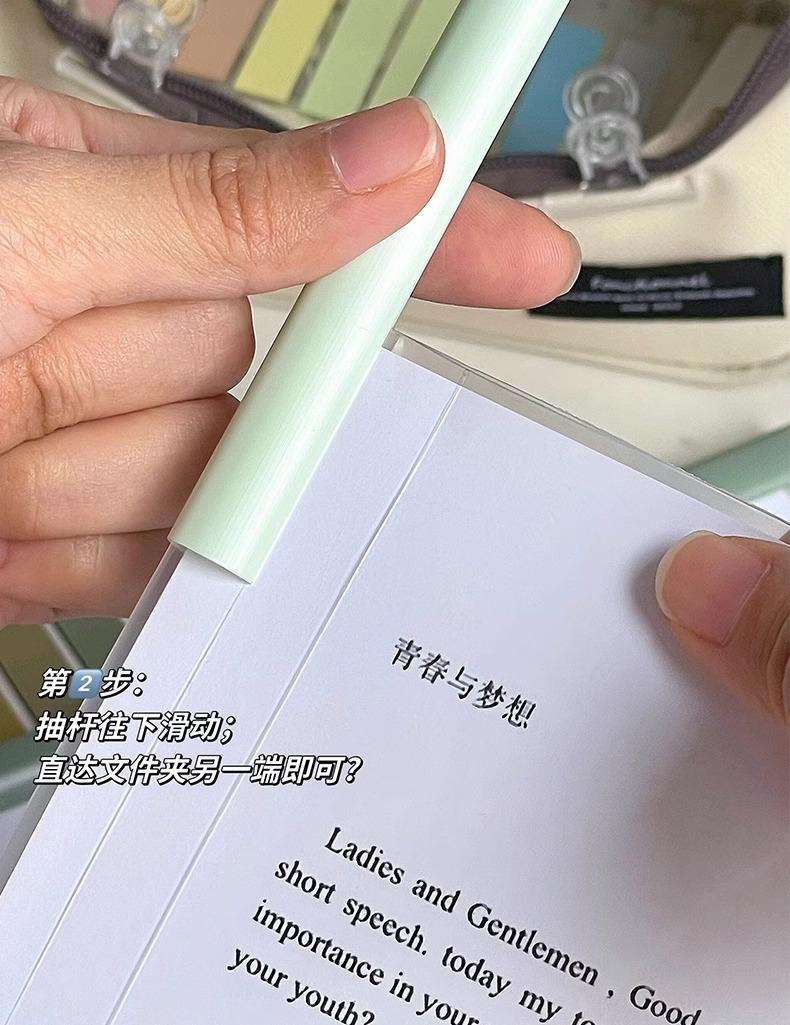 青春与梦想
Ladies and Gentlemen , Good
short speech. today my to
importance in your
your youth?
第2步：
抽杆往下滑动；
直达文件夹另一端即可？